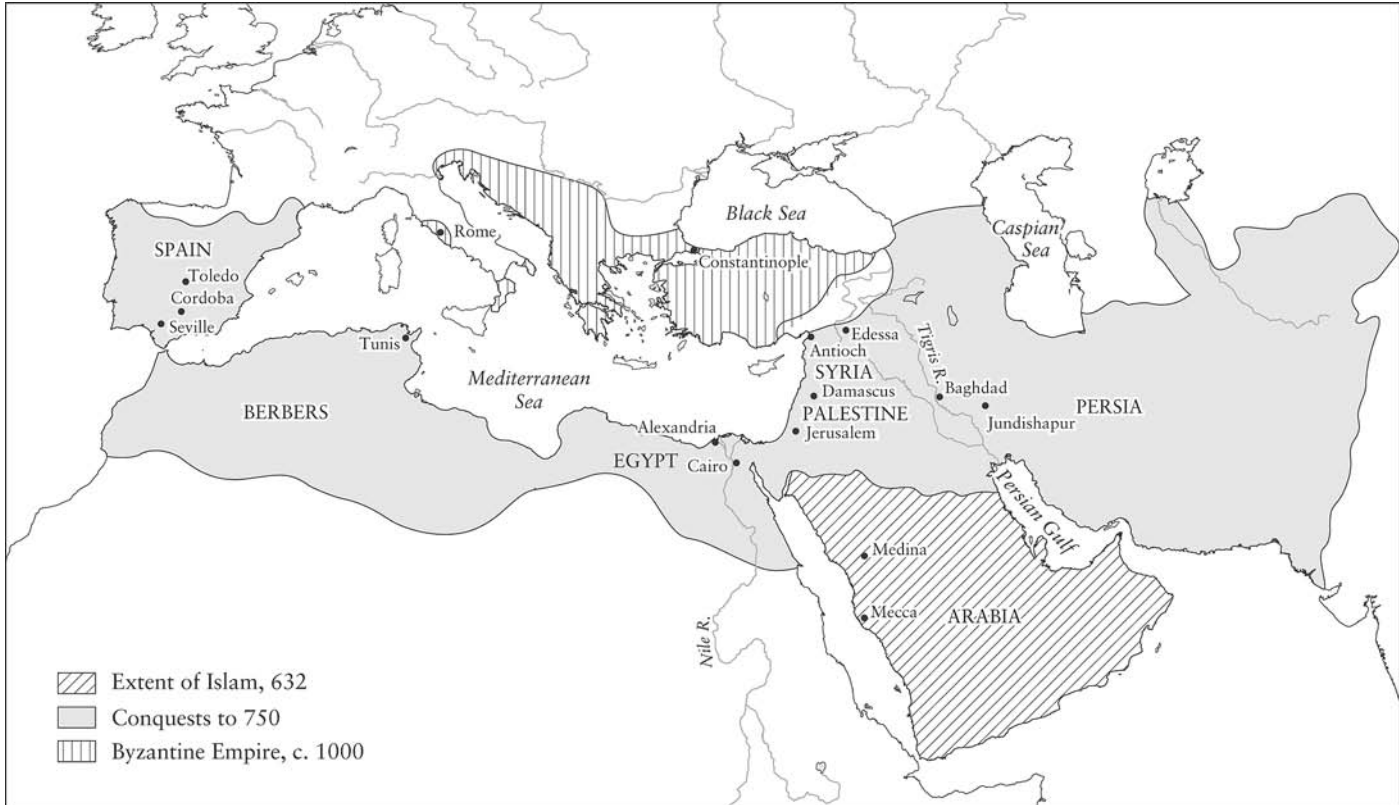 Black Sea
Caspian
Sea
Rome
SPAIN
Constantinople
Toledo
Cordoba
Seville
Tunis
Edessa
Antioch
Tigris R.
SYRIA
Mediterranean
Sea
Damascus
Baghdad
BERBERS
PALESTINE
PERSIA
Jundishapur
Alexandria
Jerusalem
EGYPT
Cairo
Persian Gulf
Medina
Mecca
ARABIA
Nile R.
Extent of Islam, 632
Conquests to 750
Byzantine Empire, c. 1000